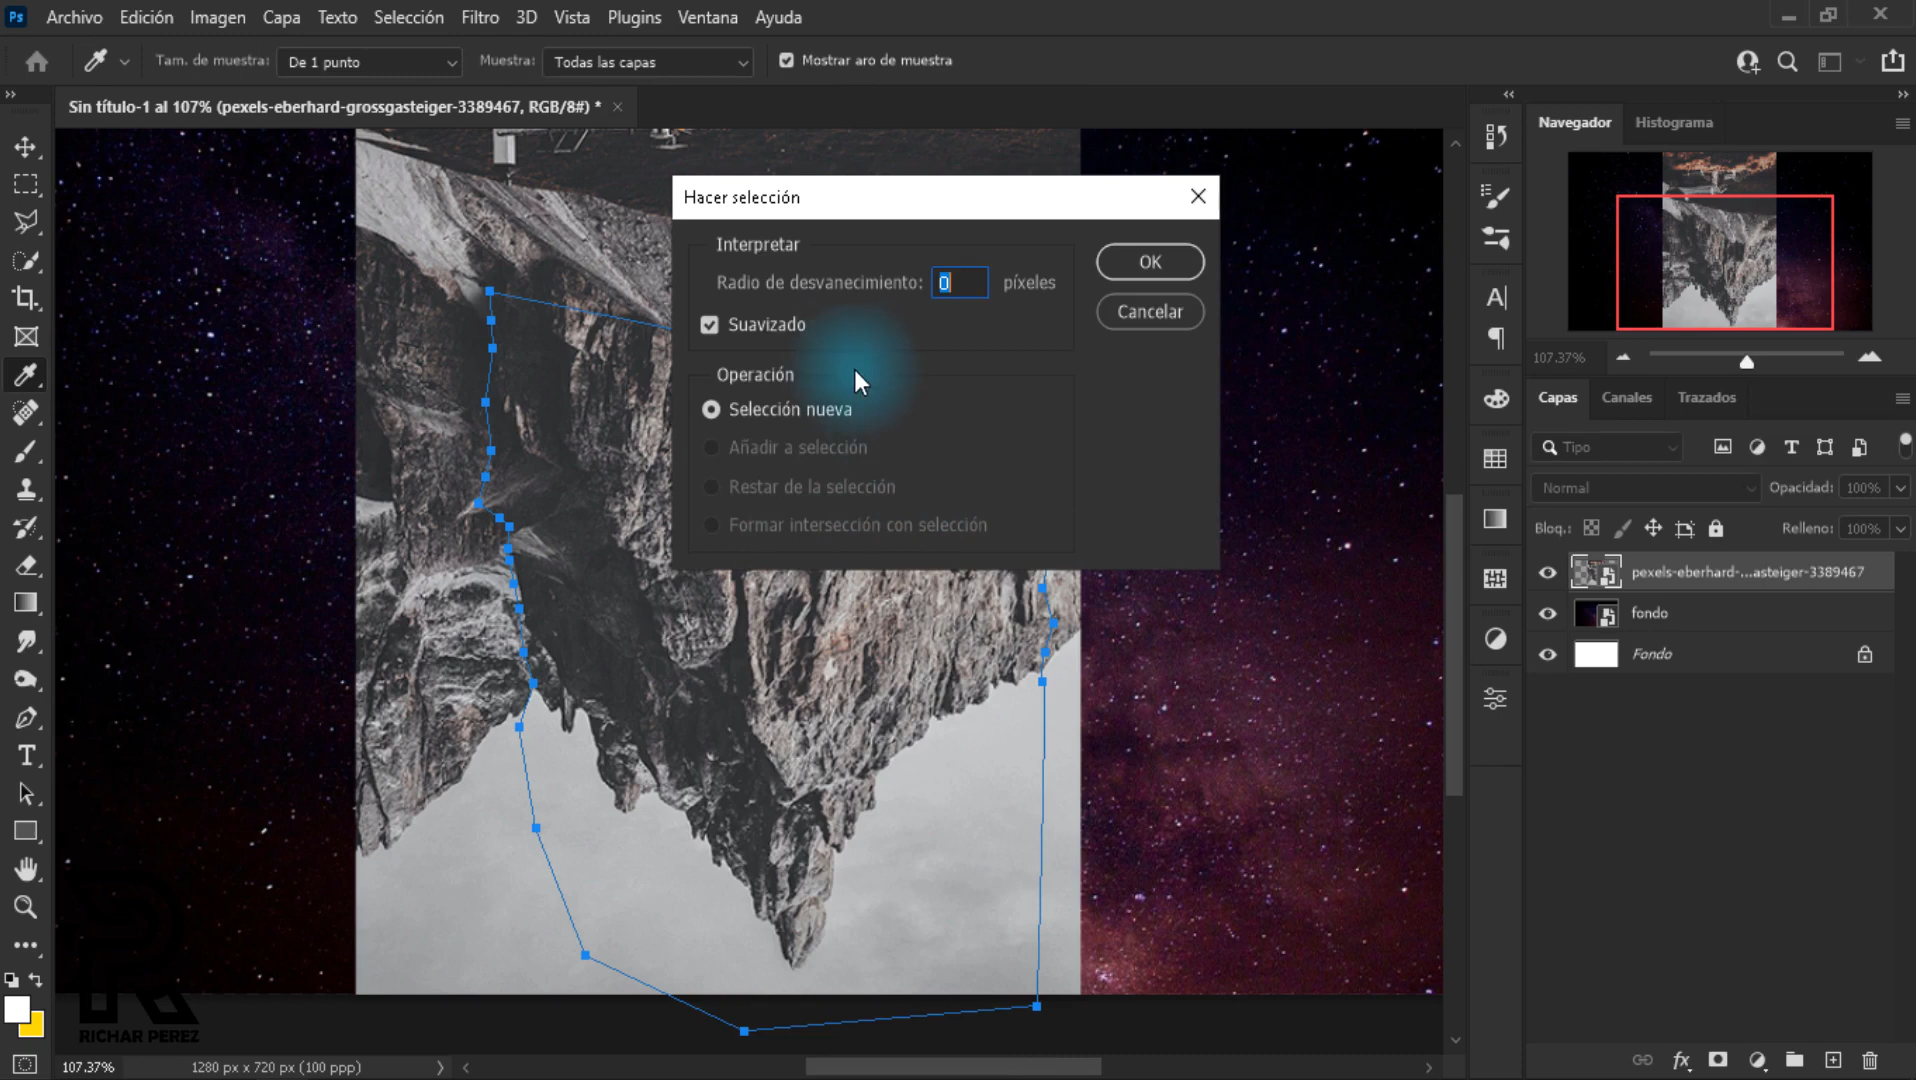 Ps Archivo Edición Imagen Capa Texto Selección Filtro 3D Vista Plugins Ventana Ayuda
Tam. de muestra: De 1 punto Muestra: Todas las capas Mostrar aro de muestra
Sin título-1 al 107% (pexels-eberhard-grossgasteiger-3389467, RGB/8#) *
Navegador Histograma
Hacer selección
Interpretar
Radio de desvanecimiento: 0 píxeles
OK
Cancelar
Suavizado
Operación
Selección nueva
Añadir a selección
Restar de la selección
Formar intersección con selección
107.37%
Capas Canales Trazados
Tipo
Normal Opacidad: 100%
Bloq.: Relleno: 100%
pexels-eberhard-...asteiger-3389467
fondo
Fondo
RICHAR PEREZ
107.37% 1280 px x 720 px (100 ppp)